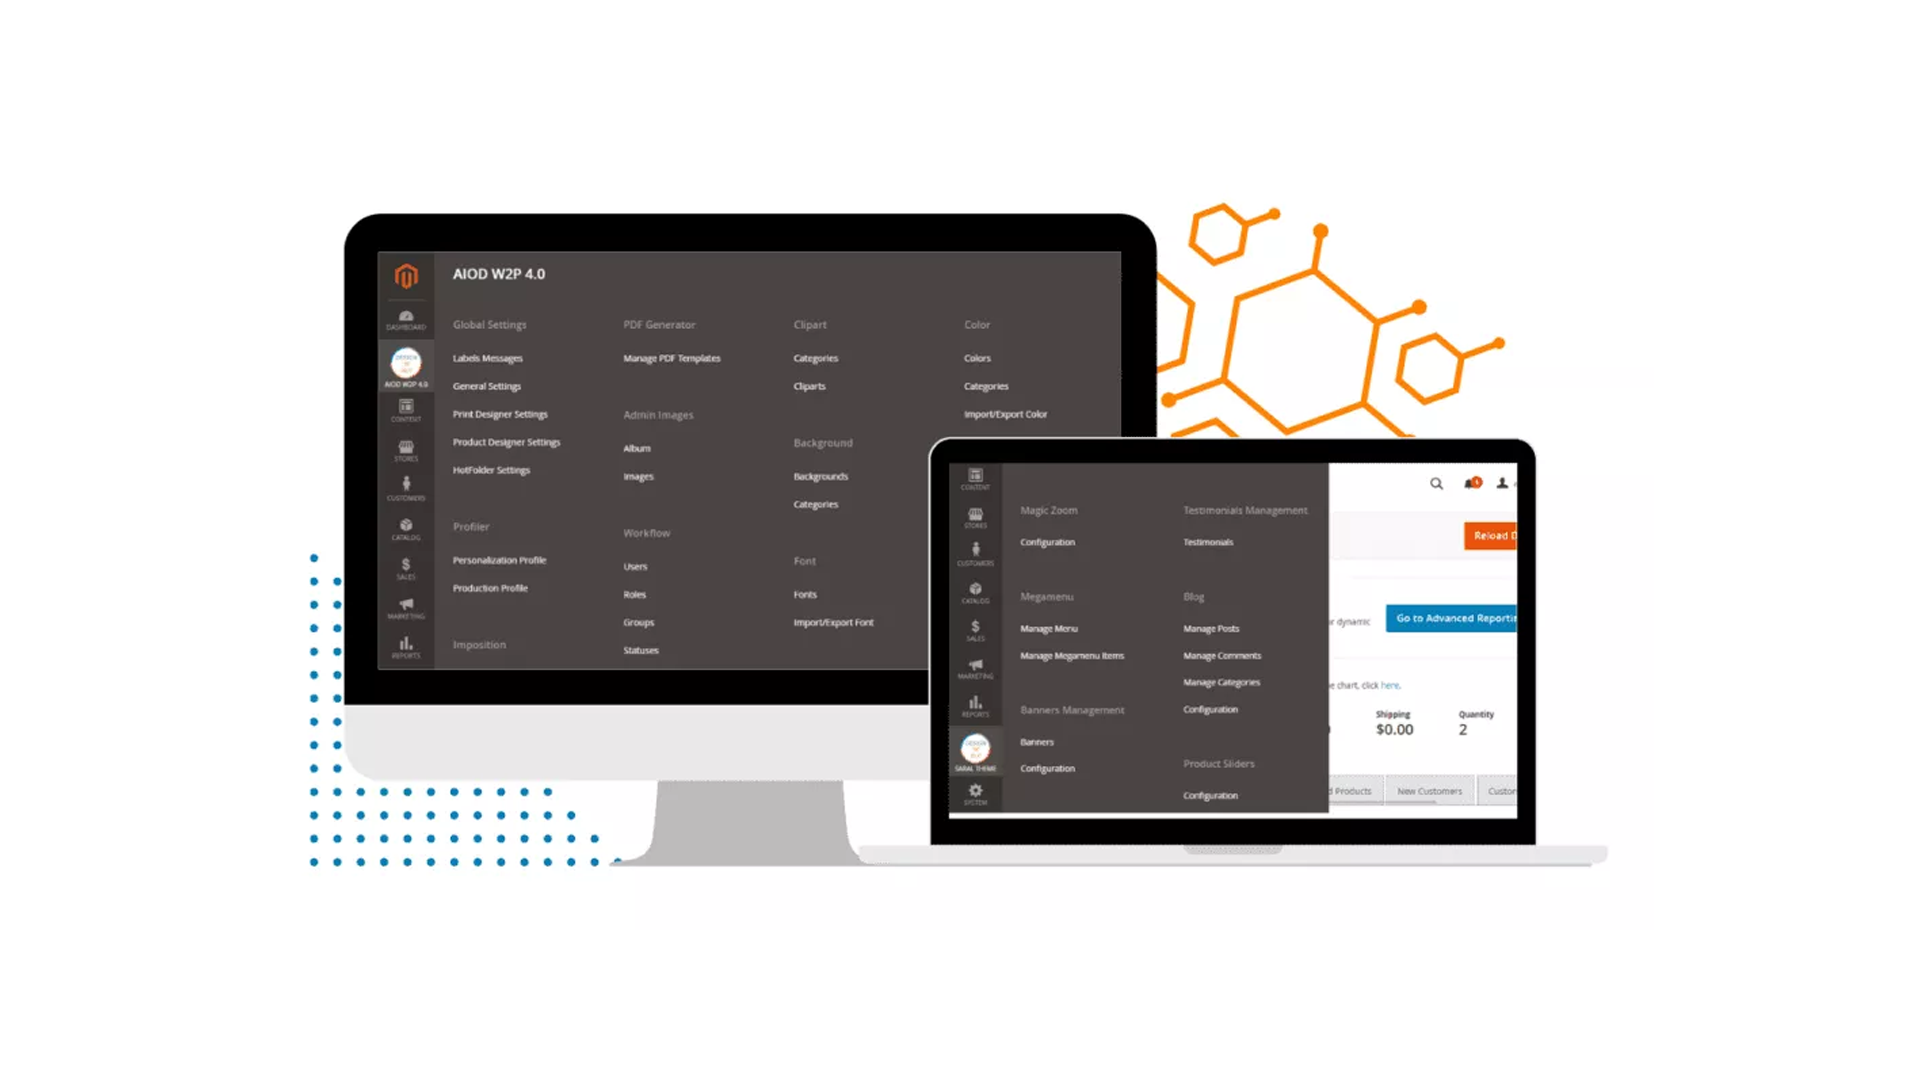 AIOD W2P 4.0
DASHBOARD
AIOD W2P 4.0
CONTENT
STORES
CUSTOMERS
CATALOG
SALES
MARKETING
REPORTS
Global Settings
Labels Messages
General Settings
Print Designer Settings
Product Designer Settings
HotFolder Settings
Profiler
Personalization Profile
Production Profile
Imposition
PDF Generator
Manage PDF Templates
Admin Images
Album
Images
Workflow
Users
Roles
Groups
Statuses
Clipart
Categories
Cliparts
Background
Backgrounds
Categories
Font
Fonts
Import/Export Font
Color
Colors
Categories
Import/Export Color
CONTENT
STORES
CUSTOMERS
CATALOG
SALES
MARKETING
REPORTS
SARAL THEME
SYSTEM
Magic Zoom
Configuration
Megamenu
Manage Menu
Manage Megamenu Items
Banners Management
Banners
Configuration
Testimonials Management
Testimonials
Blog
Manage Posts
Manage Comments
Manage Categories
Configuration
Product Sliders
Configuration
Reload D
r dynamic
Go to Advanced Reportin
e chart, click here.
Shipping
$0.00
Quantity
2
d Products
New Customers
Custor